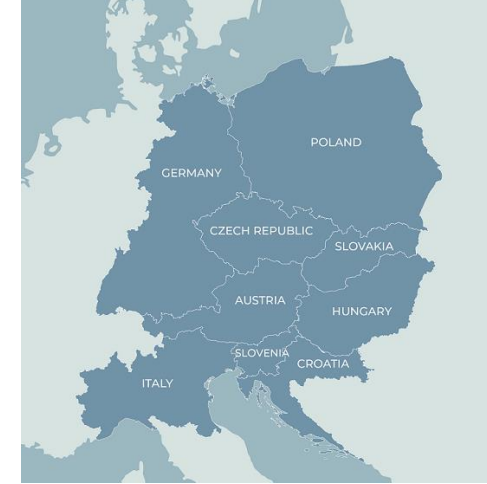 POLAND
GERMANY
CZECH REPUBLIC
SLOVAKIA
AUSTRIA
HUNGARY
SLOVENIA
CROATIA
ITALY